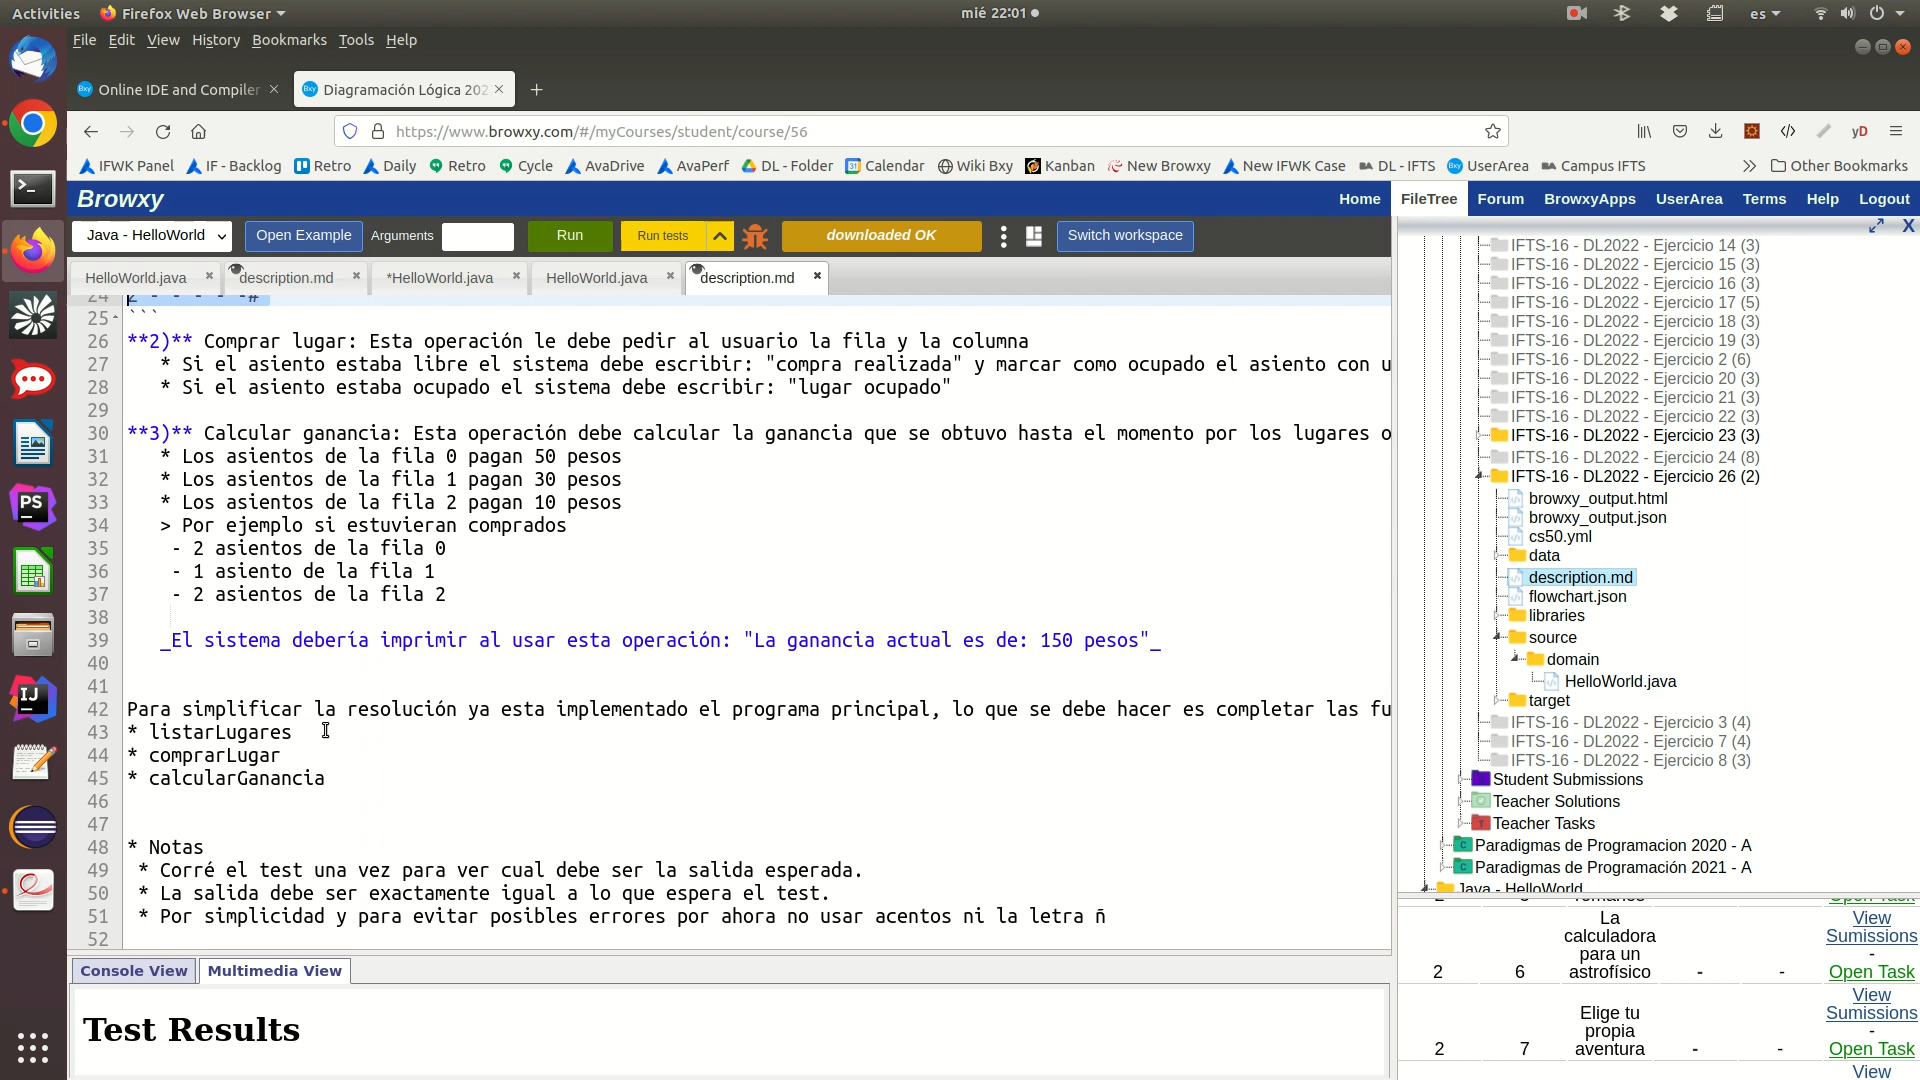 Activities
Firefox Web Browser
mié 22:01
es
File Edit View History Bookmarks Tools Help
Online IDE and Compiler
Diagramación Lógica 202
https://www.browxy.com/#/myCourses/student/course/56
yD
IFWK Panel IF - Backlog Retro Daily Retro Cycle AvaDrive AvaPerf DL - Folder Calendar Wiki Bxy Kanban New Browxy New IFWK Case DL - IFTS UserArea Campus IFTS Other Bookmarks
Browxy
Home FileTree Forum BrowxyApps UserArea Terms Help Logout
Java - HelloWorld Open Example Arguments Run Run tests downloaded OK Switch workspace
X
HelloWorld.java description.md *HelloWorld.java HelloWorld.java description.md
24 2 - - - - -#
25 ```
26 **2)** Comprar lugar: Esta operación le debe pedir al usuario la fila y la columna
27 * Si el asiento estaba libre el sistema debe escribir: "compra realizada" y marcar como ocupado el asiento con u
28 * Si el asiento estaba ocupado el sistema debe escribir: "lugar ocupado"
29
30 **3)** Calcular ganancia: Esta operación debe calcular la ganancia que se obtuvo hasta el momento por los lugares o
31 * Los asientos de la fila 0 pagan 50 pesos
32 * Los asientos de la fila 1 pagan 30 pesos
33 * Los asientos de la fila 2 pagan 10 pesos
34 > Por ejemplo si estuvieran comprados
35 - 2 asientos de la fila 0
36 - 1 asiento de la fila 1
37 - 2 asientos de la fila 2
38
39 _El sistema debería imprimir al usar esta operación: "La ganancia actual es de: 150 pesos"_
40
41
42 Para simplificar la resolución ya esta implementado el programa principal, lo que se debe hacer es completar las fu
43 * listarLugares
44 * comprarLugar
45 * calcularGanancia
46
47
48 * Notas
49 * Corré el test una vez para ver cual debe ser la salida esperada.
50 * La salida debe ser exactamente igual a lo que espera el test.
51 * Por simplicidad y para evitar posibles errores por ahora no usar acentos ni la letra ñ
52
Console View Multimedia View
Test Results
IFTS-16 - DL2022 - Ejercicio 14 (3)
IFTS-16 - DL2022 - Ejercicio 15 (3)
IFTS-16 - DL2022 - Ejercicio 16 (3)
IFTS-16 - DL2022 - Ejercicio 17 (5)
IFTS-16 - DL2022 - Ejercicio 18 (3)
IFTS-16 - DL2022 - Ejercicio 19 (3)
IFTS-16 - DL2022 - Ejercicio 2 (6)
IFTS-16 - DL2022 - Ejercicio 20 (3)
IFTS-16 - DL2022 - Ejercicio 21 (3)
IFTS-16 - DL2022 - Ejercicio 22 (3)
IFTS-16 - DL2022 - Ejercicio 23 (3)
IFTS-16 - DL2022 - Ejercicio 24 (8)
IFTS-16 - DL2022 - Ejercicio 26 (2)
browxy_output.html
browxy_output.json
cs50.yml
data
description.md
flowchart.json
libraries
source
domain
HelloWorld.java
target
IFTS-16 - DL2022 - Ejercicio 3 (4)
IFTS-16 - DL2022 - Ejercicio 7 (4)
IFTS-16 - DL2022 - Ejercicio 8 (3)
Student Submissions
Teacher Solutions
Teacher Tasks
Paradigmas de Programacion 2020 - A
Paradigmas de Programación 2021 - A
Java - HelloWorld
romanos Open Task
2 6 La calculadora para un astrofísico - - View Sumissions - Open Task
2 7 Elige tu propia aventura - - View Sumissions - Open Task
View